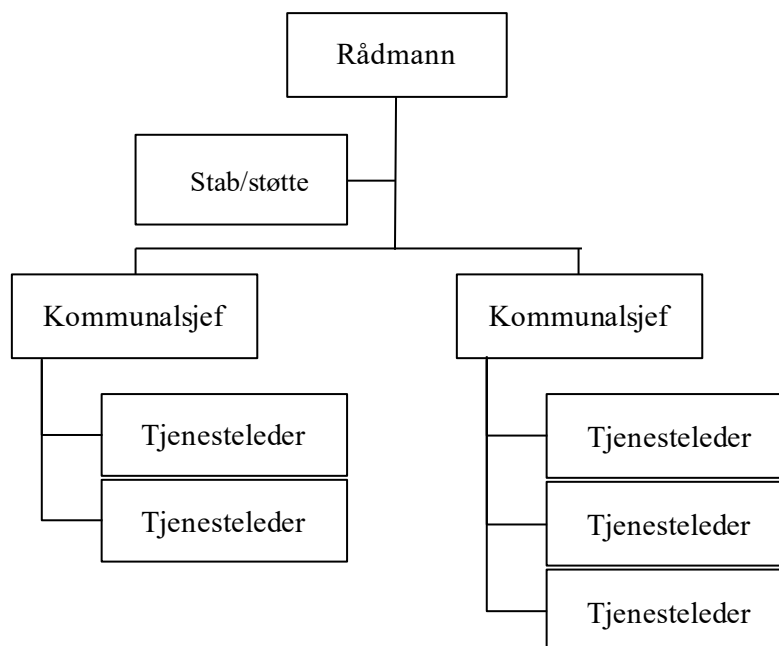 Rådmann
Stab/støtte
Kommunalsjef
Kommunalsjef
Tjenesteleder
Tjenesteleder
Tjenesteleder
Tjenesteleder
Tjenesteleder